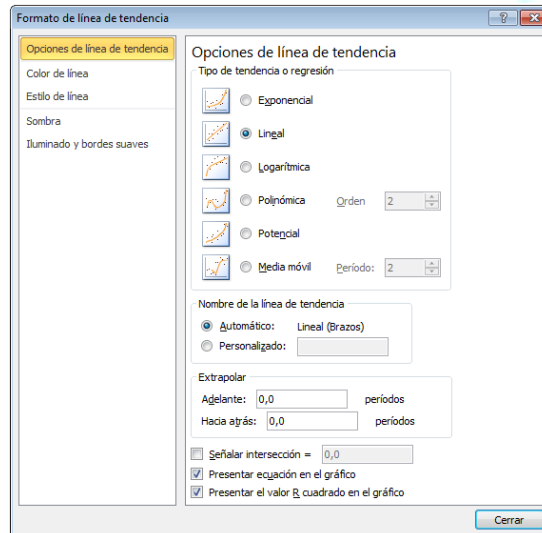 Formato de línea de tendencia
Opciones de línea de tendencia
Color de línea
Estilo de línea
Sombra
Iluminado y bordes suaves
Opciones de línea de tendencia
Tipo de tendencia o regresión
Exponencial
Lineal
Logarítmica
Polinómica Orden 2
Potencial
Media móvil Período: 2
Nombre de la línea de tendencia
Automático: Lineal (Brazos)
Personalizado:
Extrapolar
Adelante: 0,0 períodos
Hacia atrás: 0,0 períodos
Señalar intersección = 0,0
Presentar ecuación en el gráfico
Presentar el valor R cuadrado en el gráfico
Cerrar